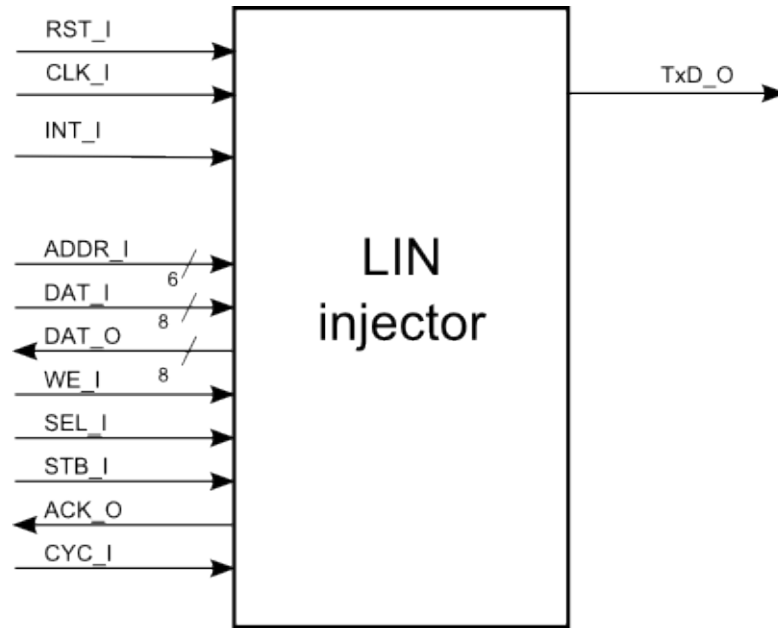 RST_I
CLK_I
TxD_O
INT_I
ADDR_I
6
DAT_I
8
DAT_O
8
WE_I
SEL_I
STB_I
ACK_O
CYC_I
LIN
injector